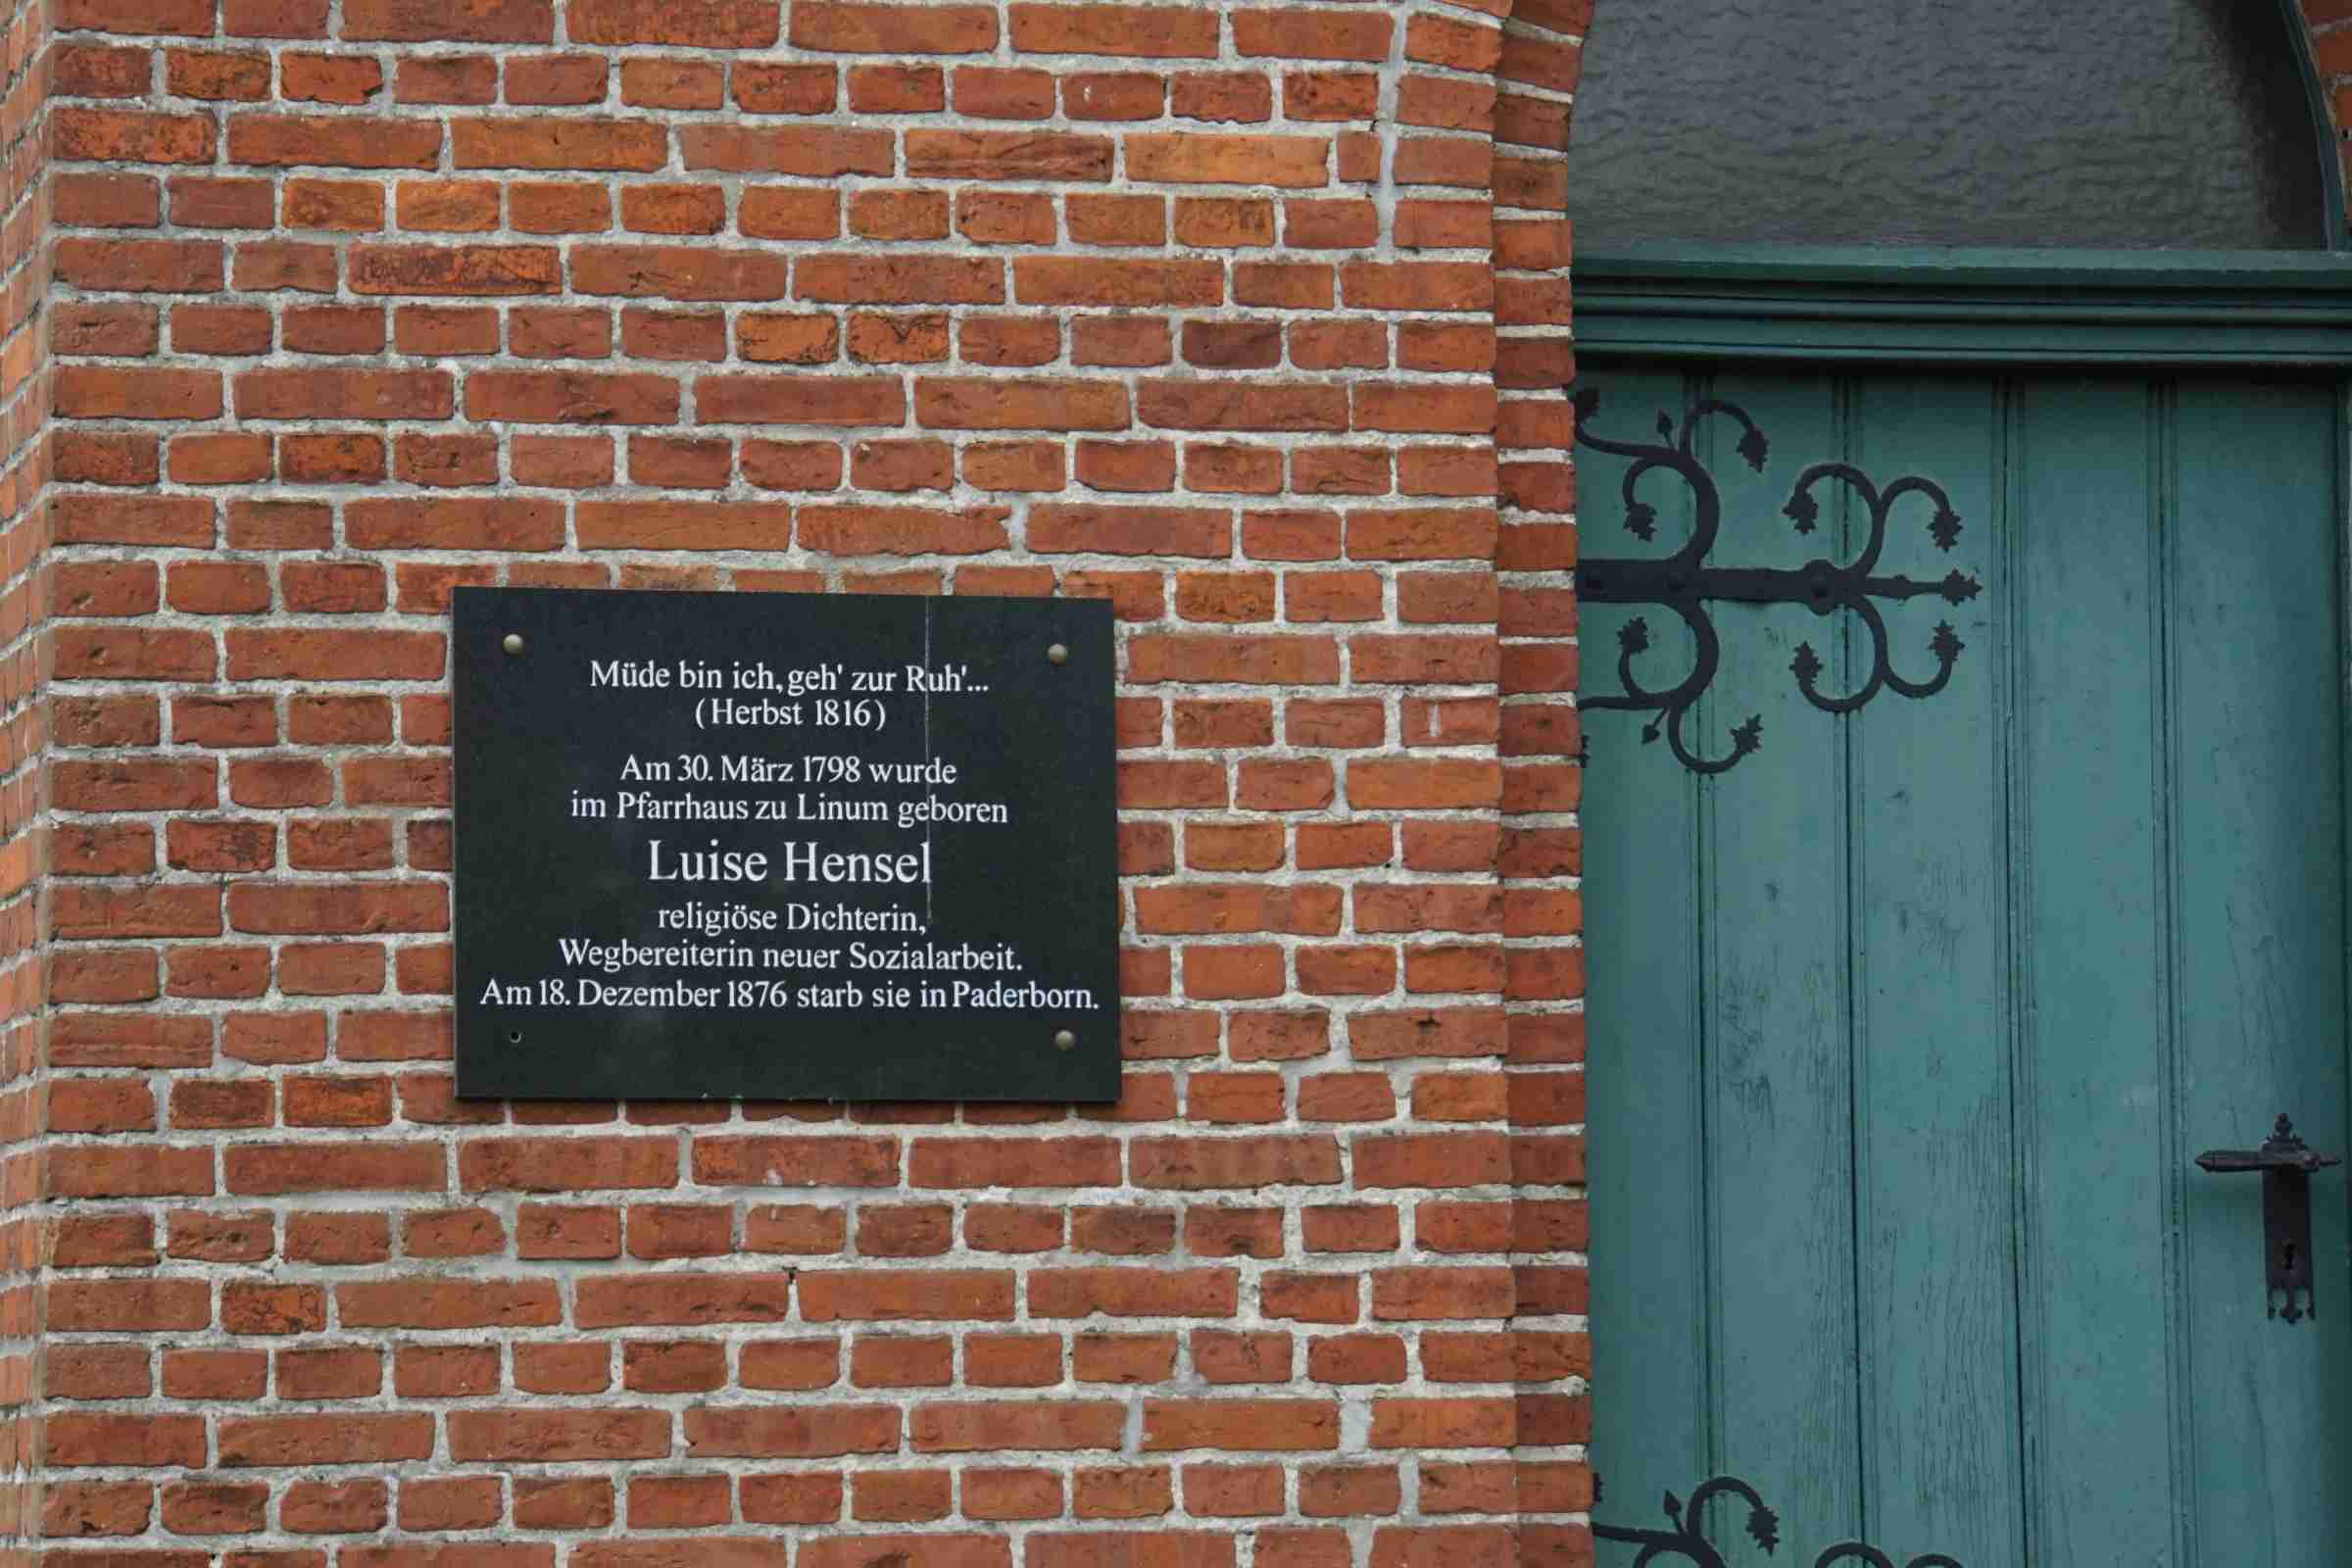 Müde bin ich, geh' zur Ruh'...
(Herbst 1816)
Am 30. März 1798 wurde
im Pfarrhaus zu Linum geboren
Luise Hensel
religiöse Dichterin,
Wegbereiterin neuer Sozialarbeit.
Am 18. Dezember 1876 starb sie in Paderborn.